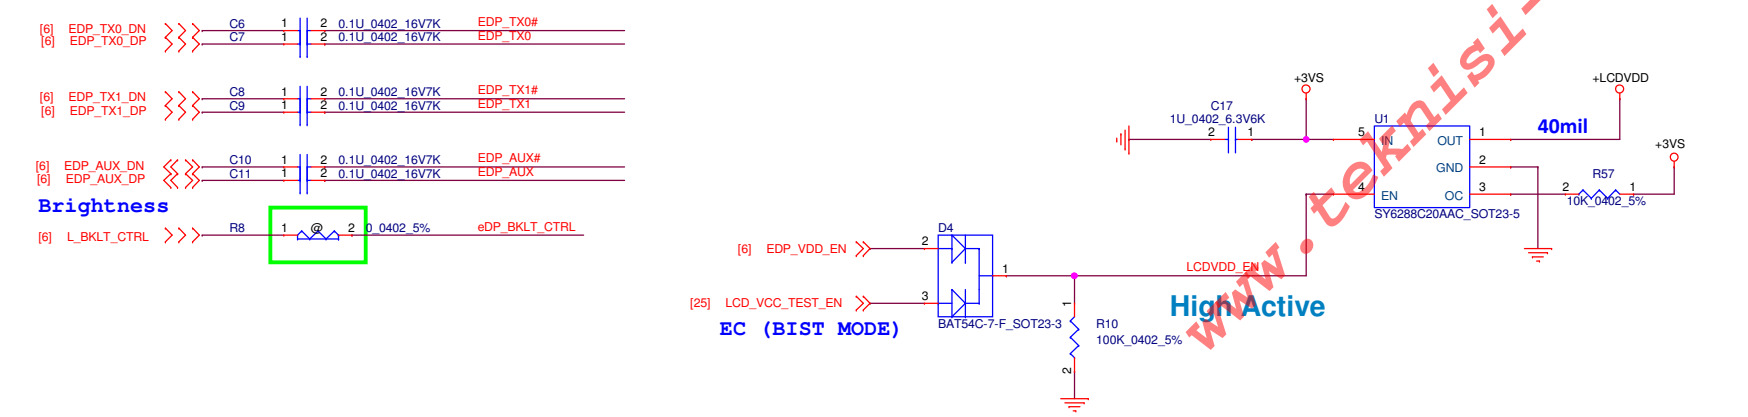 [6] EDP_TX0_DN C6 1 2 0.1U_0402_16V7K EDP_TX0#
[6] EDP_TX0_DP C7 1 2 0.1U_0402_16V7K EDP_TX0
[6] EDP_TX1_DN C8 1 2 0.1U_0402_16V7K EDP_TX1#
[6] EDP_TX1_DP C9 1 2 0.1U_0402_16V7K EDP_TX1
[6] EDP_AUX_DN C10 1 2 0.1U_0402_16V7K EDP_AUX#
[6] EDP_AUX_DP C11 1 2 0.1U_0402_16V7K EDP_AUX
Brightness
[6] L_BKLT_CTRL R8 1 @ 2 0_0402_5% eDP_BKLT_CTRL
+3VS
+LCDVDD
C17
1U_0402_6.3V6K
2 1
U1
5 IN OUT 1
40mil
GND 2
+3VS
4 EN OC 3
R57
2 1
10K_0402_5%
SY6288C20AAC_SOT23-5
D4
[6] EDP_VDD_EN 2
1
LCDVDD_EN
[25] LCD_VCC_TEST_EN 3
High Active
EC (BIST MODE)
BAT54C-7-F_SOT23-3
1
R10
100K_0402_5%
2
www.teknisi-